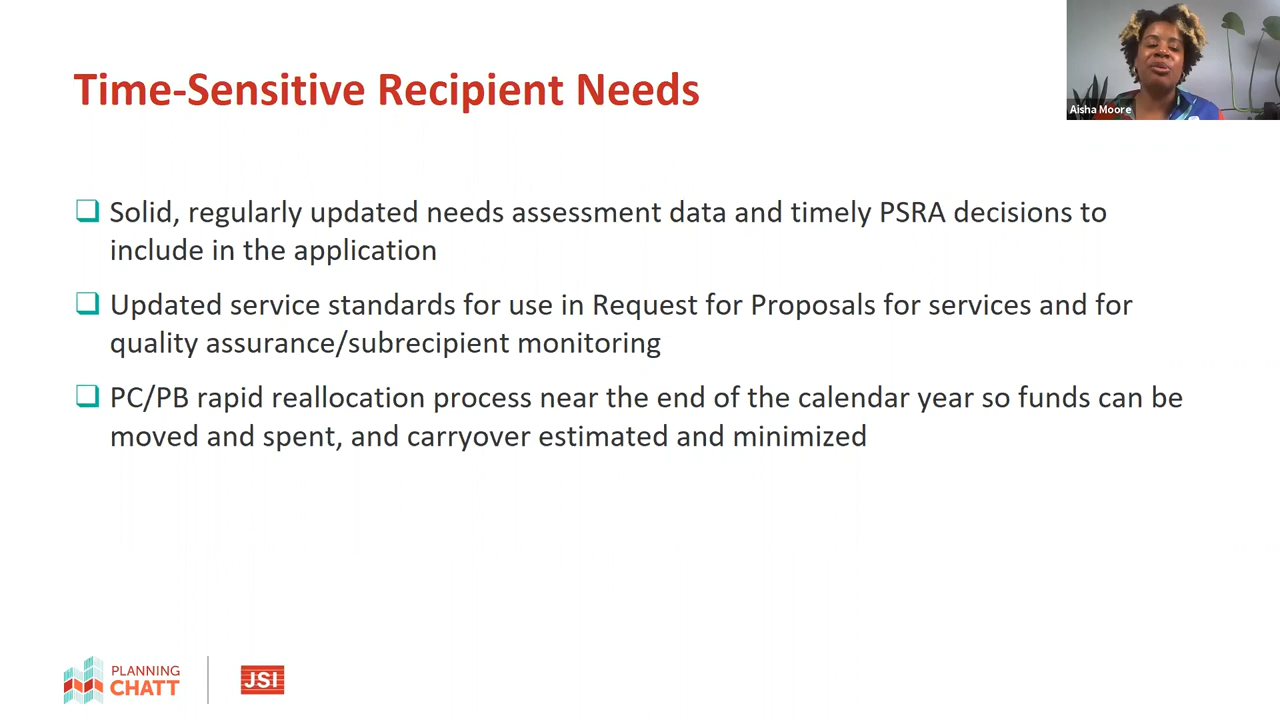 Time-Sensitive Recipient Needs
Aisha Moore
Solid, regularly updated needs assessment data and timely PSRA decisions to
include in the application
Updated service standards for use in Request for Proposals for services and for
quality assurance/subrecipient monitoring
PC/PB rapid reallocation process near the end of the calendar year so funds can be
moved and spent, and carryover estimated and minimized
PLANNING
CHATT
JSI